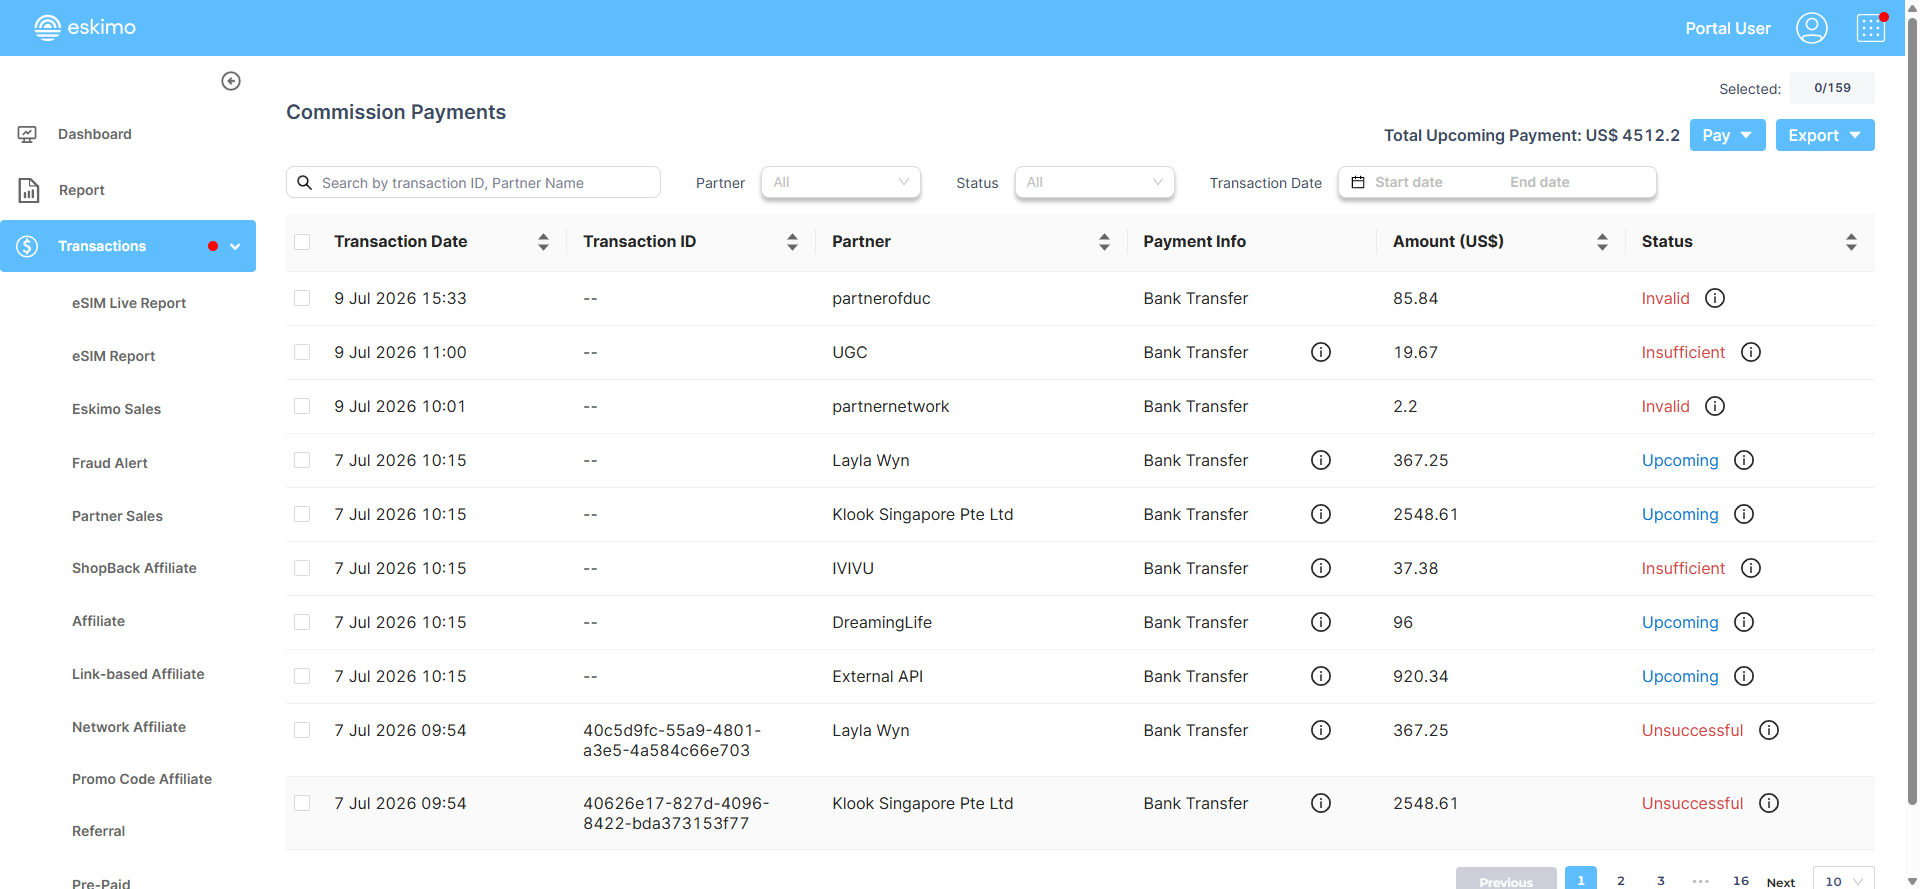 eskimo
Portal User
Selected: 0/159
Commission Payments
Total Upcoming Payment: US$ 4512.2 Pay Export
Search by transaction ID, Partner Name Partner All Status All Transaction Date Start date End date
Dashboard
Report
Transactions
eSIM Live Report
eSIM Report
Eskimo Sales
Fraud Alert
Partner Sales
ShopBack Affiliate
Affiliate
Link-based Affiliate
Network Affiliate
Promo Code Affiliate
Referral
Pre-Paid
Transaction Date Transaction ID Partner Payment Info Amount (US$) Status
9 Jul 2026 15:33 -- partnerofduc Bank Transfer 85.84 Invalid
9 Jul 2026 11:00 -- UGC Bank Transfer 19.67 Insufficient
9 Jul 2026 10:01 -- partnernetwork Bank Transfer 2.2 Invalid
7 Jul 2026 10:15 -- Layla Wyn Bank Transfer 367.25 Upcoming
7 Jul 2026 10:15 -- Klook Singapore Pte Ltd Bank Transfer 2548.61 Upcoming
7 Jul 2026 10:15 -- IVIVU Bank Transfer 37.38 Insufficient
7 Jul 2026 10:15 -- DreamingLife Bank Transfer 96 Upcoming
7 Jul 2026 10:15 -- External API Bank Transfer 920.34 Upcoming
7 Jul 2026 09:54 40c5d9fc-55a9-4801- Layla Wyn Bank Transfer 367.25 Unsuccessful
a3e5-4a584c66e703
7 Jul 2026 09:54 40626e17-827d-4096- Klook Singapore Pte Ltd Bank Transfer 2548.61 Unsuccessful
8422-bda373153f77
Previous 1 2 3 ••• 16 Next 10